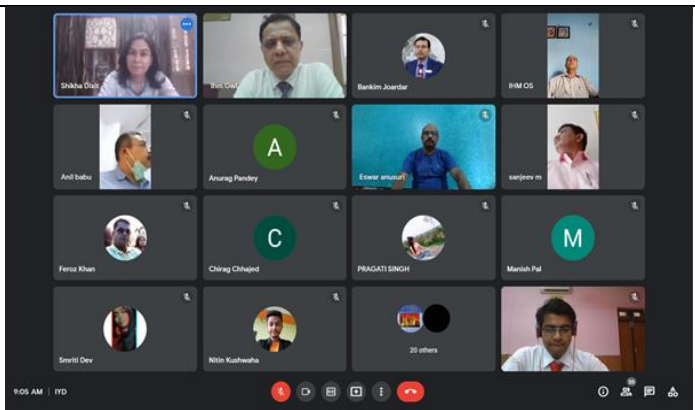 Shikha Dixit
Ihm Gwl
Bankim Joardar
IHM OS
Anil babu
A
Anurag Pandey
Eswar anusuri
sanjeev m
Feroz Khan
C
Chirag Chhajed
PRAGATI SINGH
M
Manish Pal
Smriti Dev
Nitin Kushwaha
20 others
9:05 AM | IYD